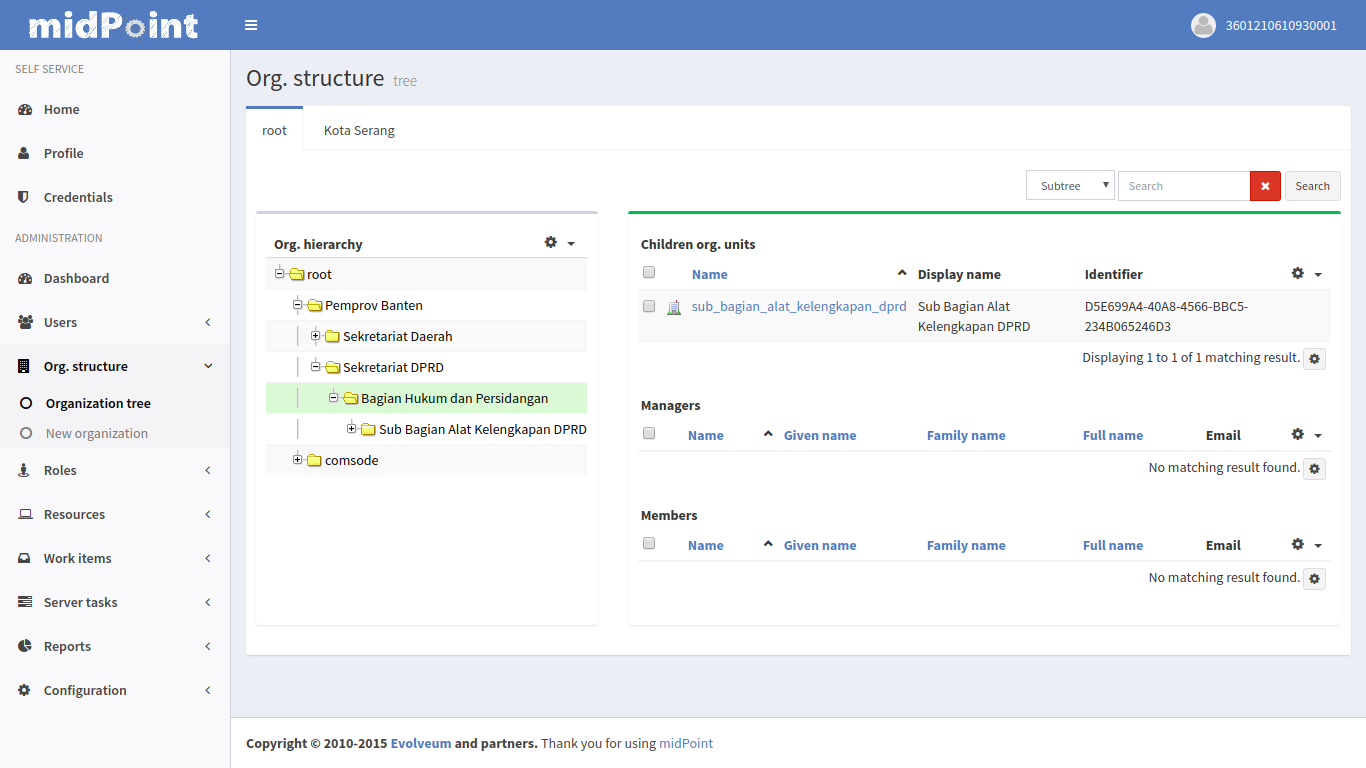 midPoint
3601210610930001
SELF SERVICE
Home
Profile
Credentials
ADMINISTRATION
Dashboard
Users
Org. structure
Organization tree
New organization
Roles
Resources
Work items
Server tasks
Reports
Configuration
Org. structure tree
root Kota Serang
Subtree Search Search
Org. hierarchy
root
Pemprov Banten
Sekretariat Daerah
Sekretariat DPRD
Bagian Hukum dan Persidangan
Sub Bagian Alat Kelengkapan DPRD
comsode
Children org. units
Name Display name Identifier
sub_bagian_alat_kelengkapan_dprd Sub Bagian Alat D5E699A4-40A8-4566-BBC5-
Kelengkapan DPRD 234B065246D3
Displaying 1 to 1 of 1 matching result.
Managers
Name Given name Family name Full name Email
No matching result found.
Members
Name Given name Family name Full name Email
No matching result found.
Copyright © 2010-2015 Evolveum and partners. Thank you for using midPoint